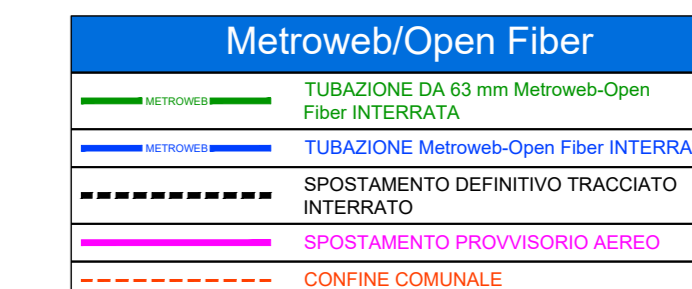 Metroweb/Open Fiber
METROWEB
TUBAZIONE DA 63 mm Metroweb-Open
Fiber INTERRATA
METROWEB
TUBAZIONE Metroweb-Open Fiber INTERRA
SPOSTAMENTO DEFINITIVO TRACCIATO
INTERRATO
SPOSTAMENTO PROVVISORIO AEREO
CONFINE COMUNALE